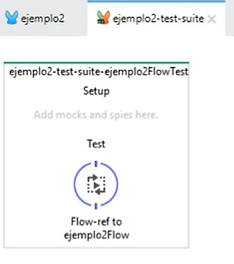 ejemplo2
ejemplo2-test-suite
ejemplo2-test-suite-ejemplo2FlowTest
Setup
Add mocks and spies here.
Test
Flow-ref to
ejemplo2Flow